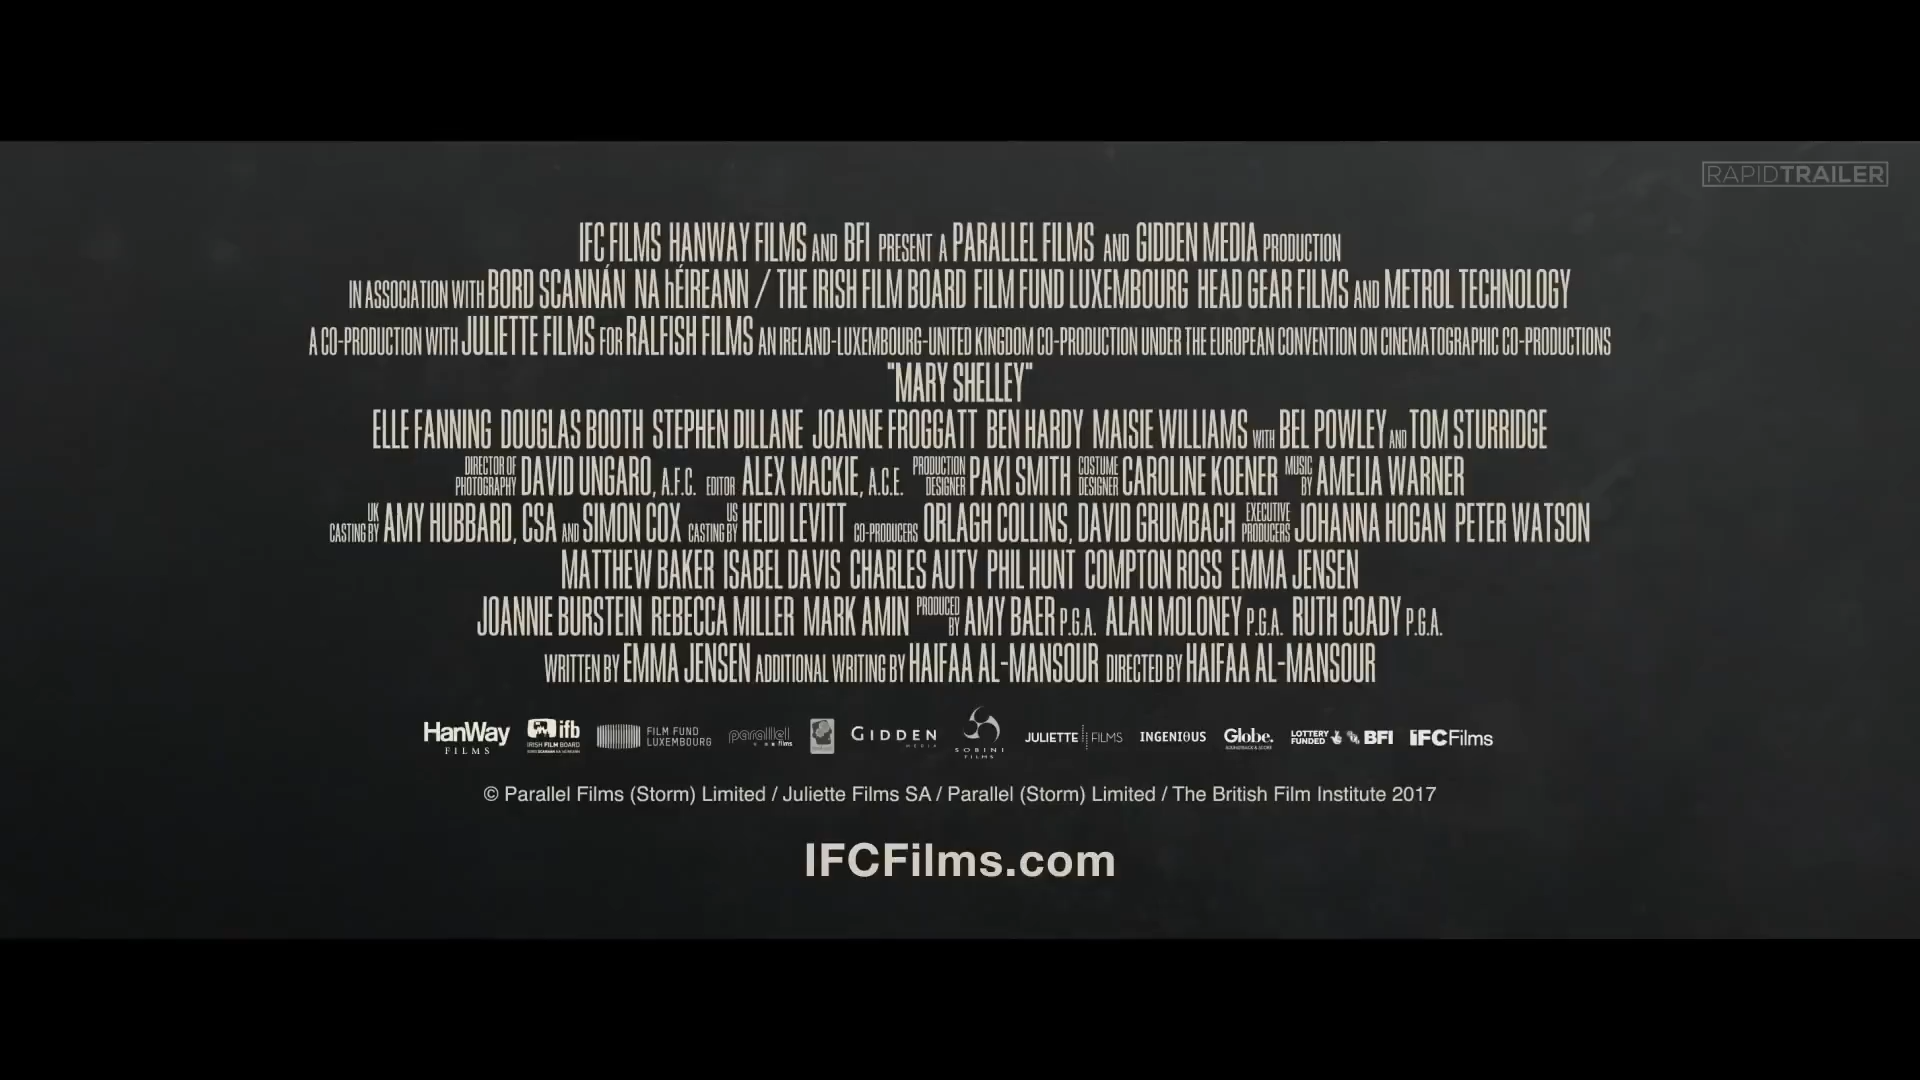 RAPIDTRAILER
IFC FILMS HANWAY FILMS AND BFI PRESENT A PARALLEL FILMS AND GIDDEN MEDIA PRODUCTION
IN ASSOCIATION WITH BORD SCANNÁN NA hÉIREANN / THE IRISH FILM BOARD FILM FUND LUXEMBOURG HEAD GEAR FILMS AND METROL TECHNOLOGY
A CO-PRODUCTION WITH JULIETTE FILMS FOR RALFISH FILMS AN IRELAND-LUXEMBOURG-UNITED KINGDOM CO-PRODUCTION UNDER THE EUROPEAN CONVENTION ON CINEMATOGRAPHIC CO-PRODUCTIONS
"MARY SHELLEY"
ELLE FANNING DOUGLAS BOOTH STEPHEN DILLANE JOANNE FROGGATT BEN HARDY MAISIE WILLIAMS WITH BEL POWLEY AND TOM STURRIDGE
DIRECTOR OF PHOTOGRAPHY DAVID UNGARO, A.F.C. EDITOR ALEX MACKIE, A.C.E. PRODUCTION DESIGNER PAKI SMITH COSTUME DESIGNER CAROLINE KOENER MUSIC BY AMELIA WARNER
UK CASTING BY AMY HUBBARD, CSA AND SIMON COX US CASTING BY HEIDI LEVITT CO-PRODUCERS ORLAGH COLLINS, DAVID GRUMBACH EXECUTIVE PRODUCERS JOHANNA HOGAN PETER WATSON
MATTHEW BAKER ISABEL DAVIS CHARLES AUTY PHIL HUNT COMPTON ROSS EMMA JENSEN
JOANNIE BURSTEIN REBECCA MILLER MARK AMIN PRODUCED BY AMY BAER P.G.A. ALAN MOLONEY P.G.A. RUTH COADY P.G.A.
WRITTEN BY EMMA JENSEN ADDITIONAL WRITING BY HAIFAA AL-MANSOUR DIRECTED BY HAIFAA AL-MANSOUR
HanWay FILMS ifb IRISH FILM BOARD FILM FUND LUXEMBOURG parallel films GIDDEN MEDIA SOBINI FILMS JULIETTE FILMS INGENIOUS Globe. LOTTERY FUNDED BFI IFCFilms
© Parallel Films (Storm) Limited / Juliette Films SA / Parallel (Storm) Limited / The British Film Institute 2017
IFCFilms.com